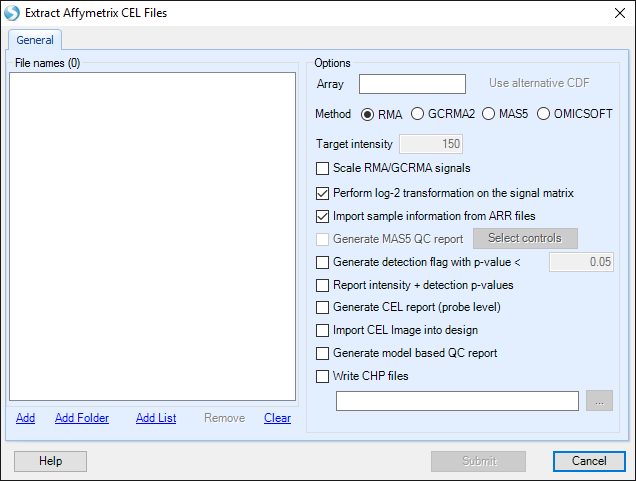 Extract Affymetrix CEL Files
General
File names (0)
Options
Array
Use alternative CDF
Method RMA GCRMA2 MAS5 OMICSOFT
Target intensity 150
Scale RMA/GCRMA signals
Perform log-2 transformation on the signal matrix
Import sample information from ARR files
Generate MAS5 QC report Select controls
Generate detection flag with p-value < 0.05
Report intensity + detection p-values
Generate CEL report (probe level)
Import CEL Image into design
Generate model based QC report
Write CHP files
...
Add Add Folder Add List Remove Clear
Help Submit Cancel